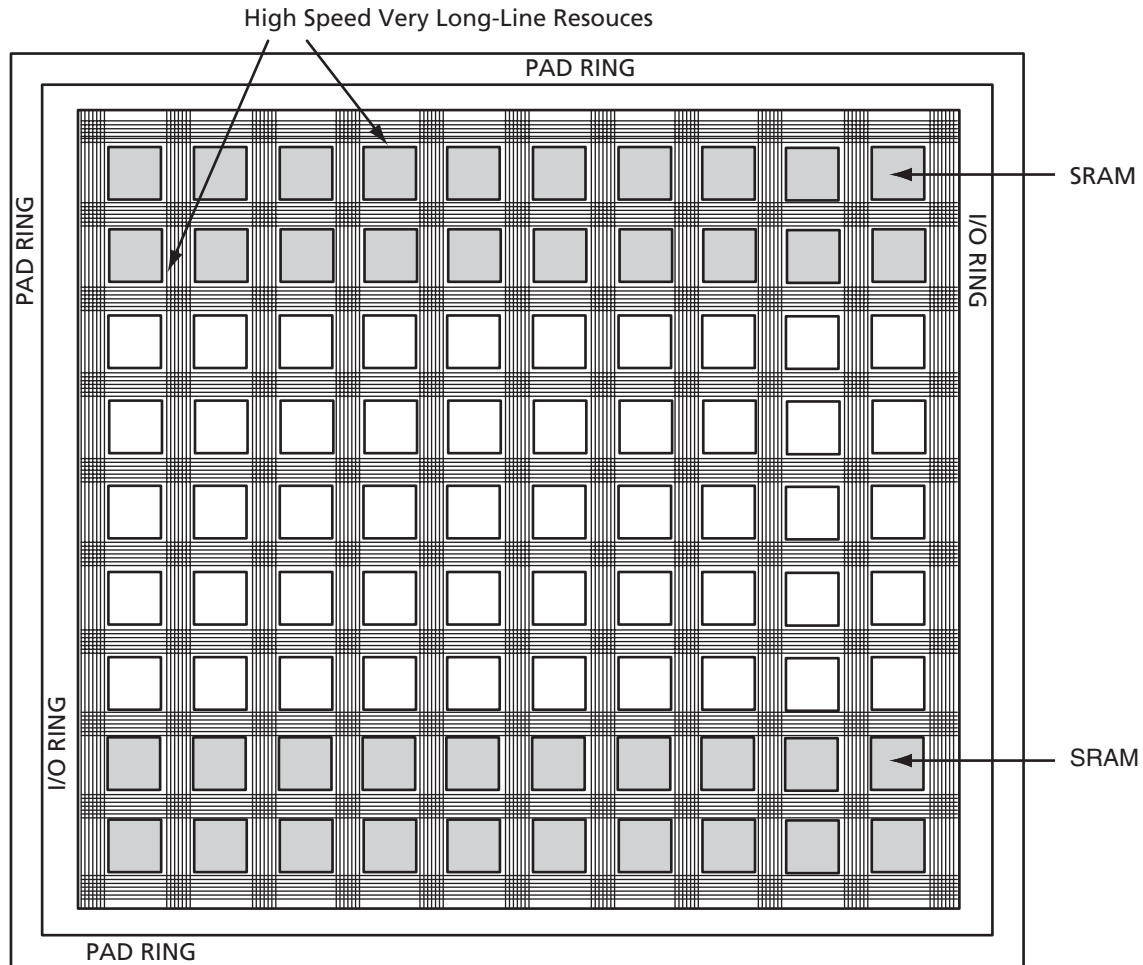 High Speed Very Long-Line Resouces
PAD RING
SRAM
PAD RING
I/O RING
I/O RING
SRAM
PAD RING